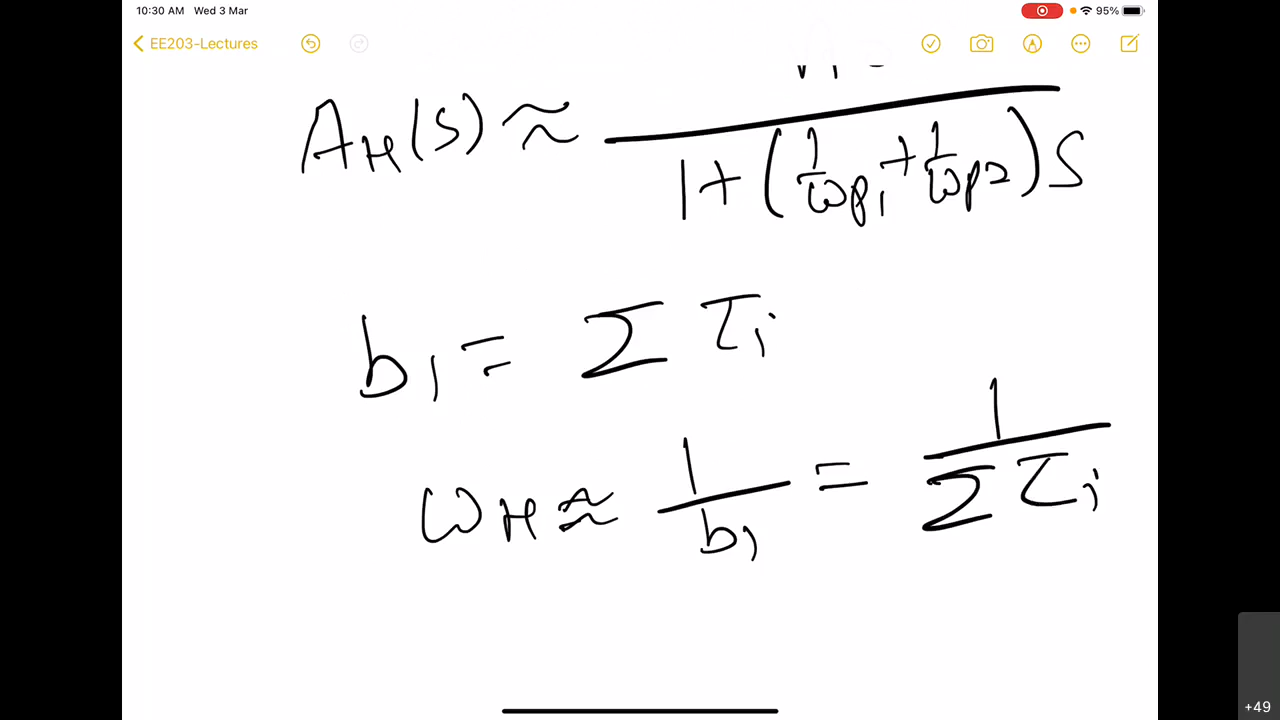 10:30 AM Wed 3 Mar 95%
EE203-Lectures
A_H(s) ≈ 1 + (1/ωp1 + 1/ωp2)S
b1 = Σ τi
ωH ≈ 1/b1 = 1/Σ τi
+49